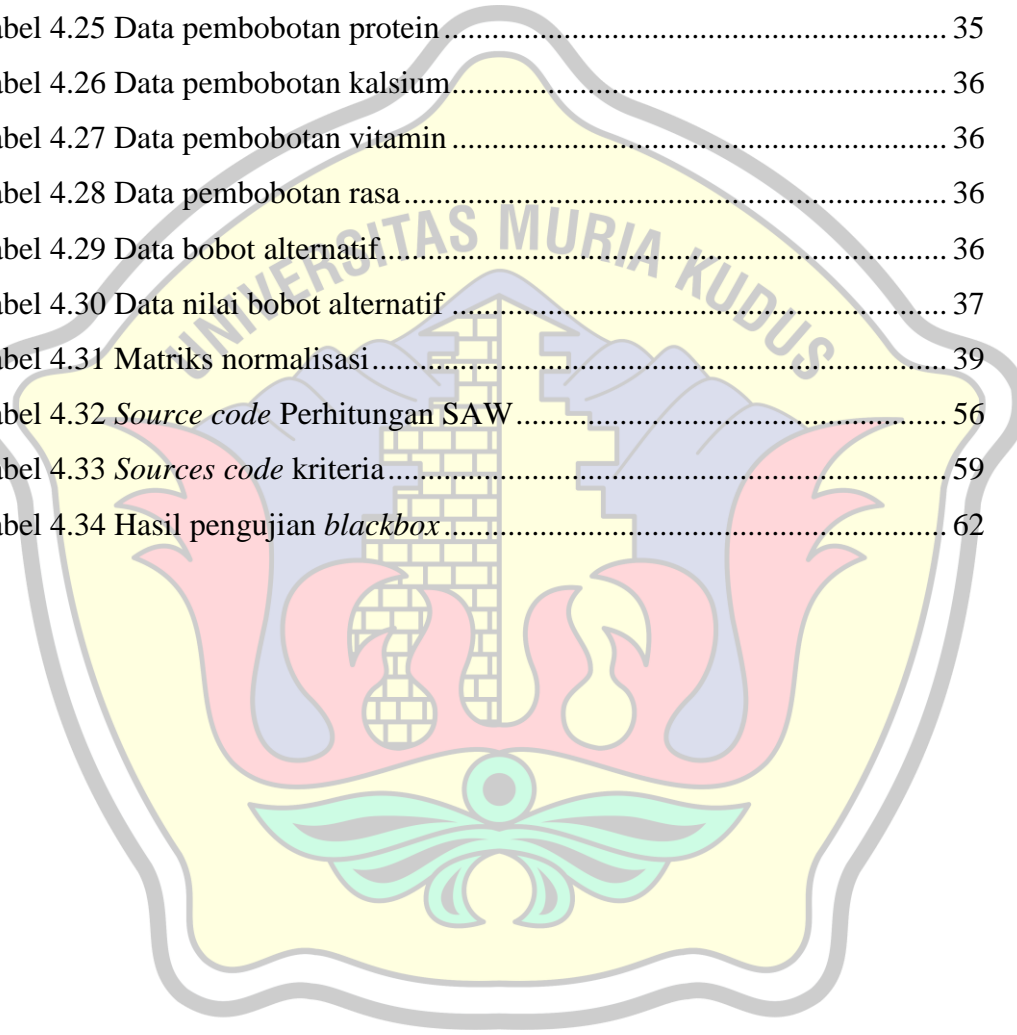 abel 4.25 Data pembobotan protein.................................................................. 35
abel 4.26 Data pembobotan kalsium................................................................. 36
abel 4.27 Data pembobotan vitamin ................................................................. 36
abel 4.28 Data pembobotan rasa....................................................................... 36
abel 4.29 Data bobot alternatif.......................................................................... 36
abel 4.30 Data nilai bobot alternatif ................................................................. 37
abel 4.31 Matriks normalisasi........................................................................... 39
abel 4.32 Source code Perhitungan SAW ......................................................... 56
abel 4.33 Sources code kriteria......................................................................... 59
abel 4.34 Hasil pengujian blackbox .................................................................. 62
UNIVERSITAS MURIA KUDUS